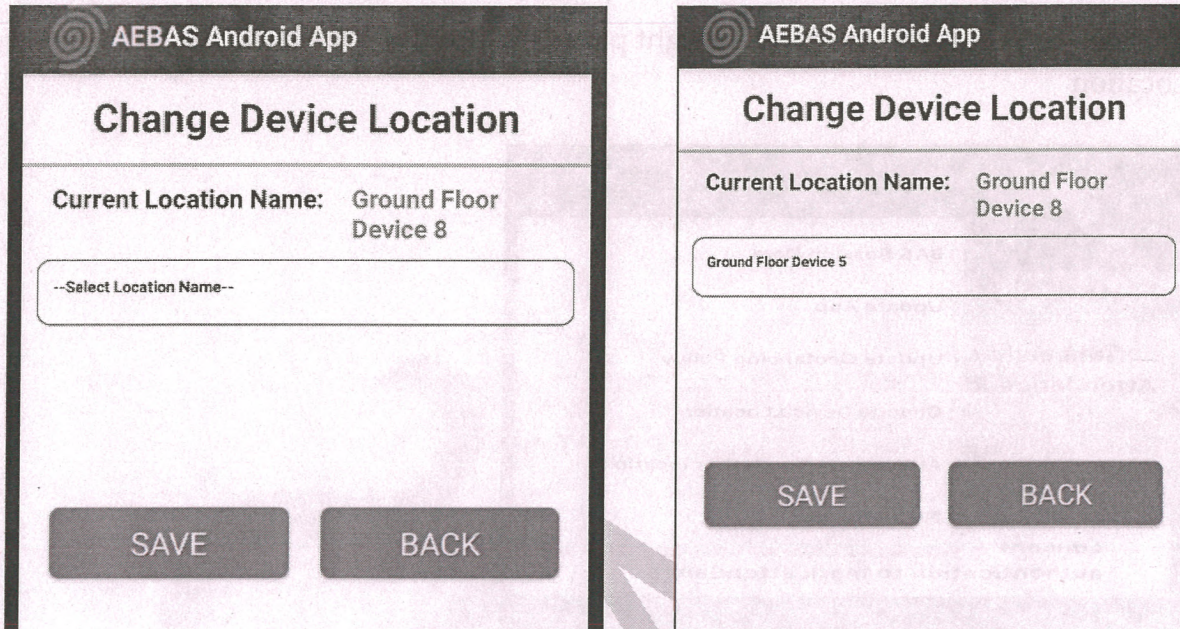 AEBAS Android App
Change Device Location
Current Location Name: Ground Floor
Device 8
--Select Location Name--
SAVE BACK
AEBAS Android App
Change Device Location
Current Location Name: Ground Floor
Device 8
Ground Floor Device 5
SAVE BACK